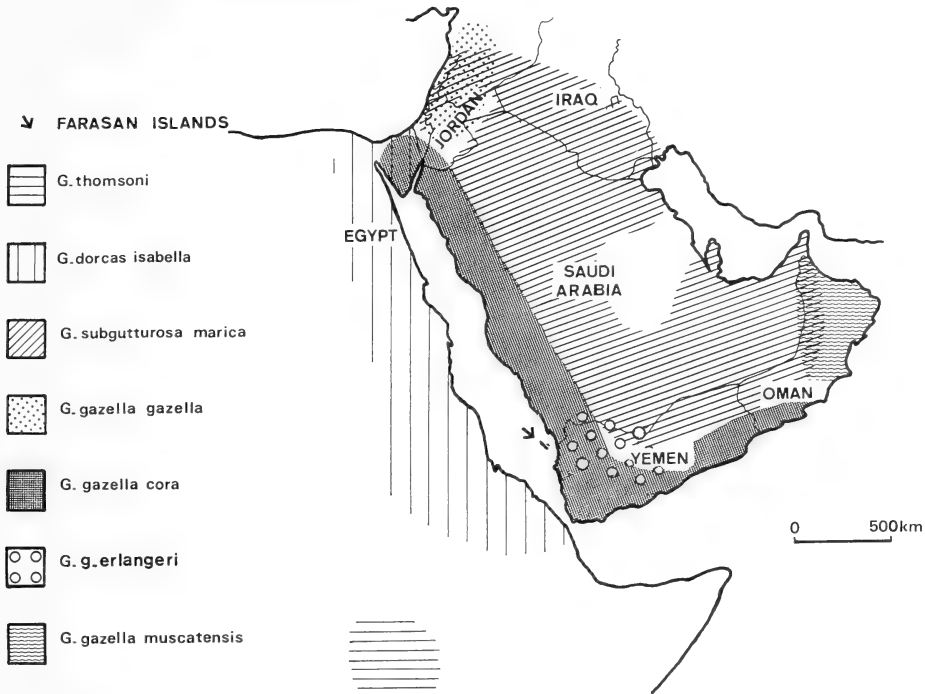 FARASAN ISLANDS
G. thomsoni
G. dorcas isabella
G. subgutturosa marica
G. gazella gazella
G. gazella cora
G. g. erlangeri
G. gazella muscatensis
IRAQ
JORDAN
EGYPT
SAUDI
ARABIA
OMAN
YEMEN
0 500km